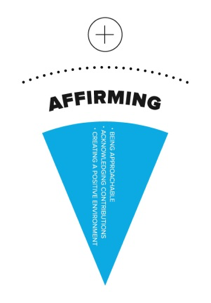 AFFIRMING
· BEING APPROACHABLE
· ACKNOWLEDGING CONTRIBUTIONS
· CREATING A POSITIVE ENVIRONMENT